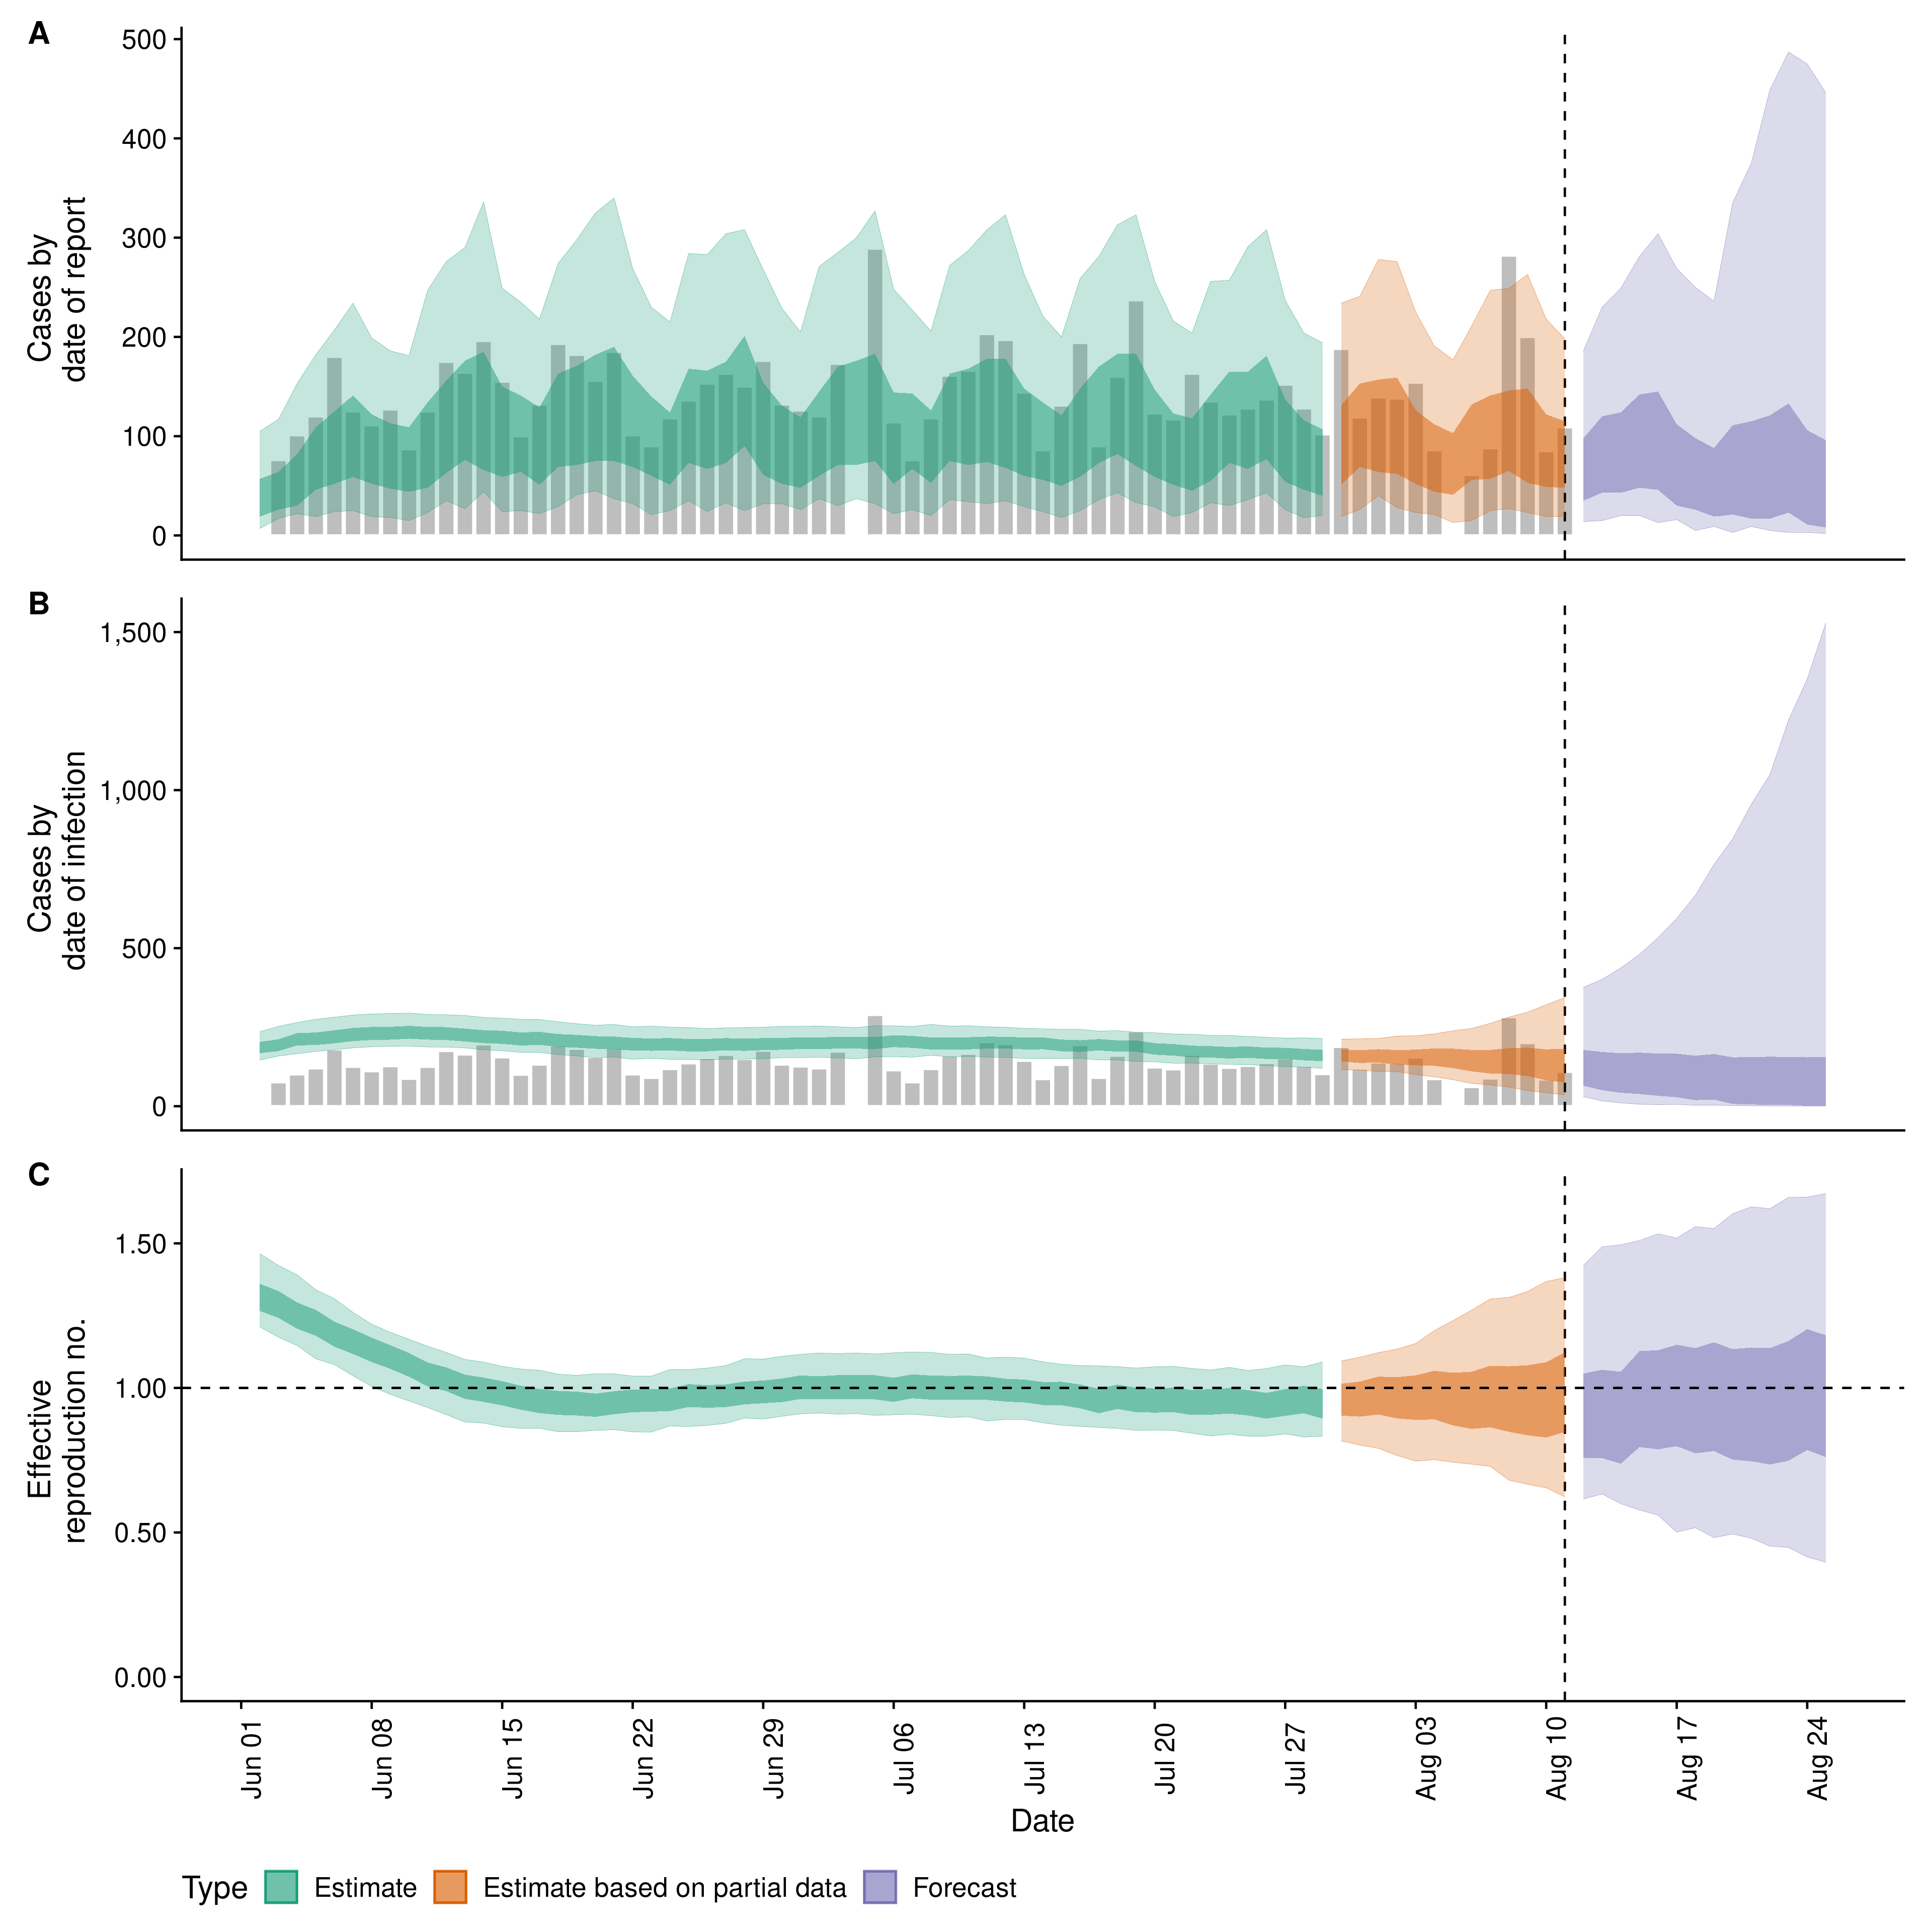 A
500
400
300
200
100
0
Cases by
date of report
B
1,500
1,000
500
0
Cases by
date of infection
C
1.50
1.00
0.50
0.00
Effective
reproduction no.
Jun 01
Jun 08
Jun 15
Jun 22
Jun 29
Jul 06
Jul 13
Jul 20
Jul 27
Aug 03
Aug 10
Aug 17
Aug 24
Date
Type Estimate Estimate based on partial data Forecast